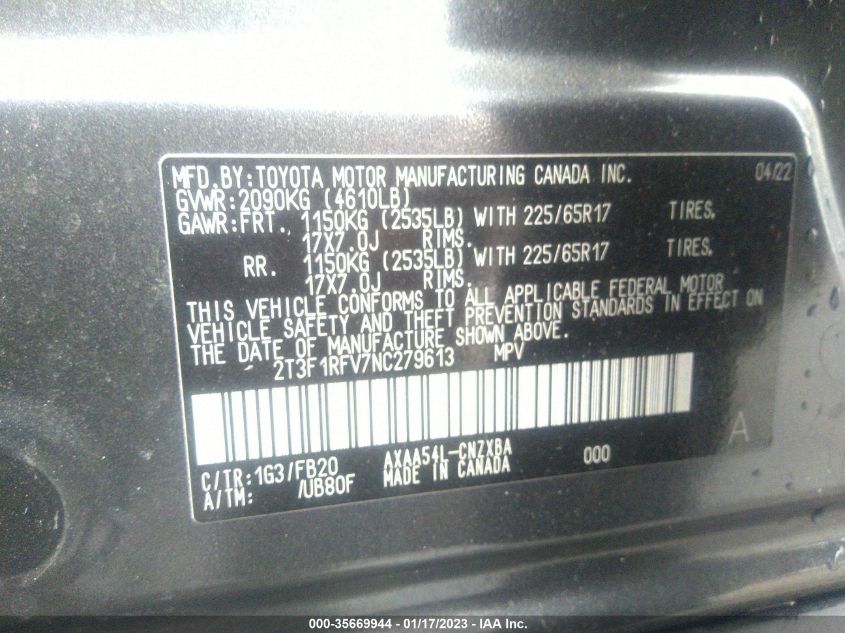 MFD.BY:TOYOTA MOTOR MANUFACTURING CANADA INC. 04/22
GVWR:2090KG (4610LB)
GAWR:FRT. 1150KG (2535LB) WITH 225/65R17 TIRES.
17X7.0J RIMS.
RR. 1150KG (2535LB) WITH 225/65R17 TIRES.
17X7.0J RIMS.
THIS VEHICLE CONFORMS TO ALL APPLICABLE FEDERAL MOTOR
VEHICLE SAFETY AND THEFT PREVENTION STANDARDS IN EFFECT ON
THE DATE OF MANUFACTURE SHOWN ABOVE.
2T3F1RFV7NC279613 MPV
A
C/TR:1G3/FB20 AXAA54L-CNZXBA 000
A/TM: /UB80F MADE IN CANADA
000-35669944 | 01/17/2023 - IAA Inc.